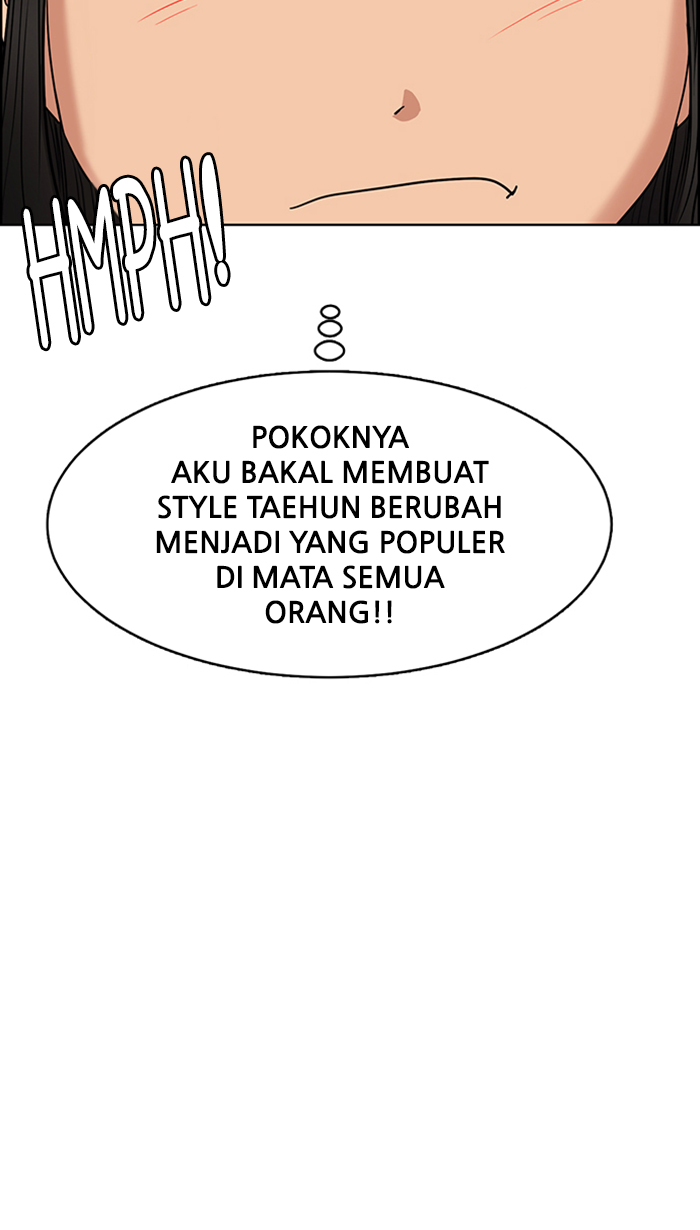 HMPH!
POKOKNYA
AKU BAKAL MEMBUAT
STYLE TAEHUN BERUBAH
MENJADI YANG POPULER
DI MATA SEMUA
ORANG!!